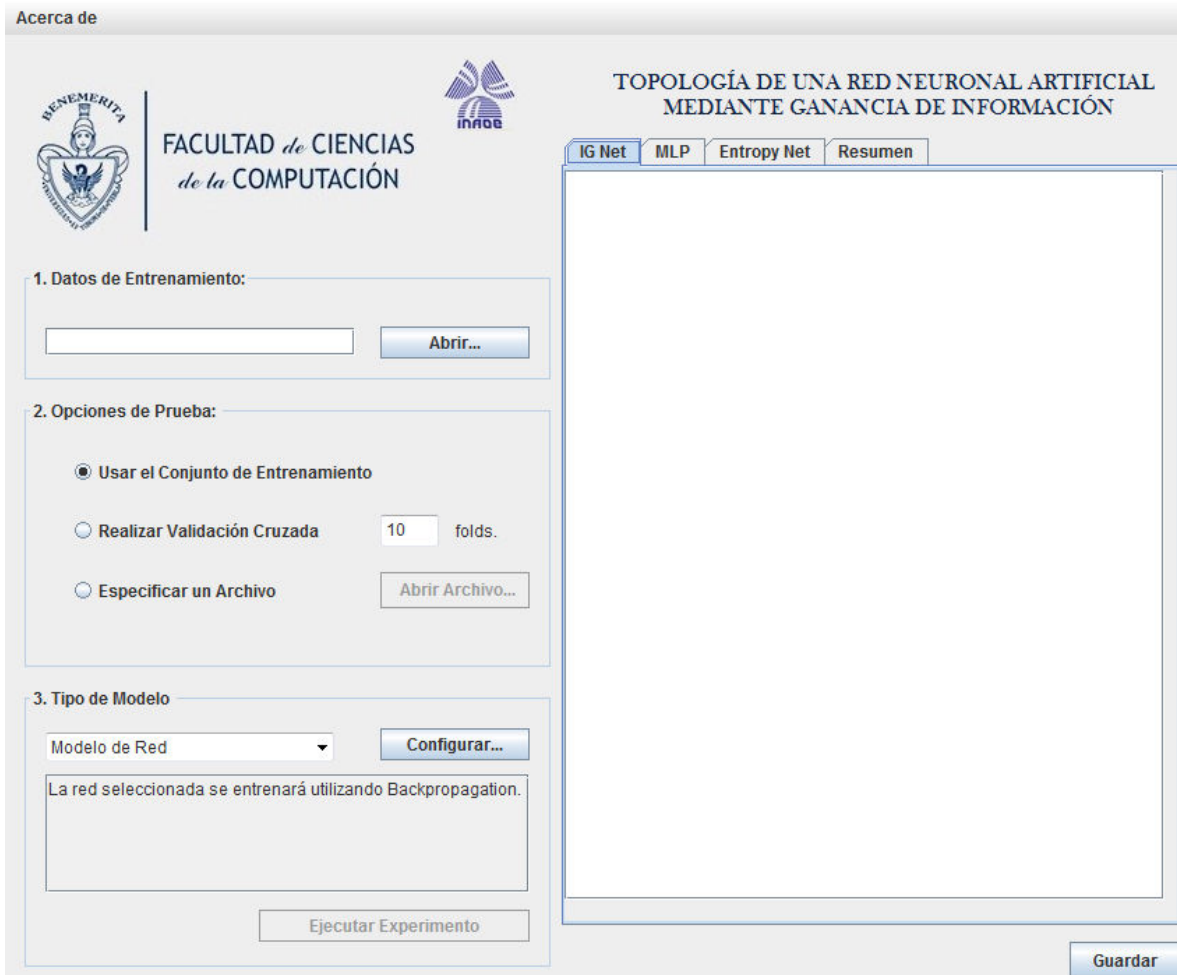 Acerca de
BENEMERITA
FACULTAD de CIENCIAS
de la COMPUTACIÓN
INAOE
TOPOLOGÍA DE UNA RED NEURONAL ARTIFICIAL
MEDIANTE GANANCIA DE INFORMACIÓN
IG Net MLP Entropy Net Resumen
1. Datos de Entrenamiento:
Abrir...
2. Opciones de Prueba:
Usar el Conjunto de Entrenamiento
Realizar Validación Cruzada 10 folds.
Especificar un Archivo Abrir Archivo...
3. Tipo de Modelo
Modelo de Red Configurar...
La red seleccionada se entrenará utilizando Backpropagation.
Ejecutar Experimento
Guardar